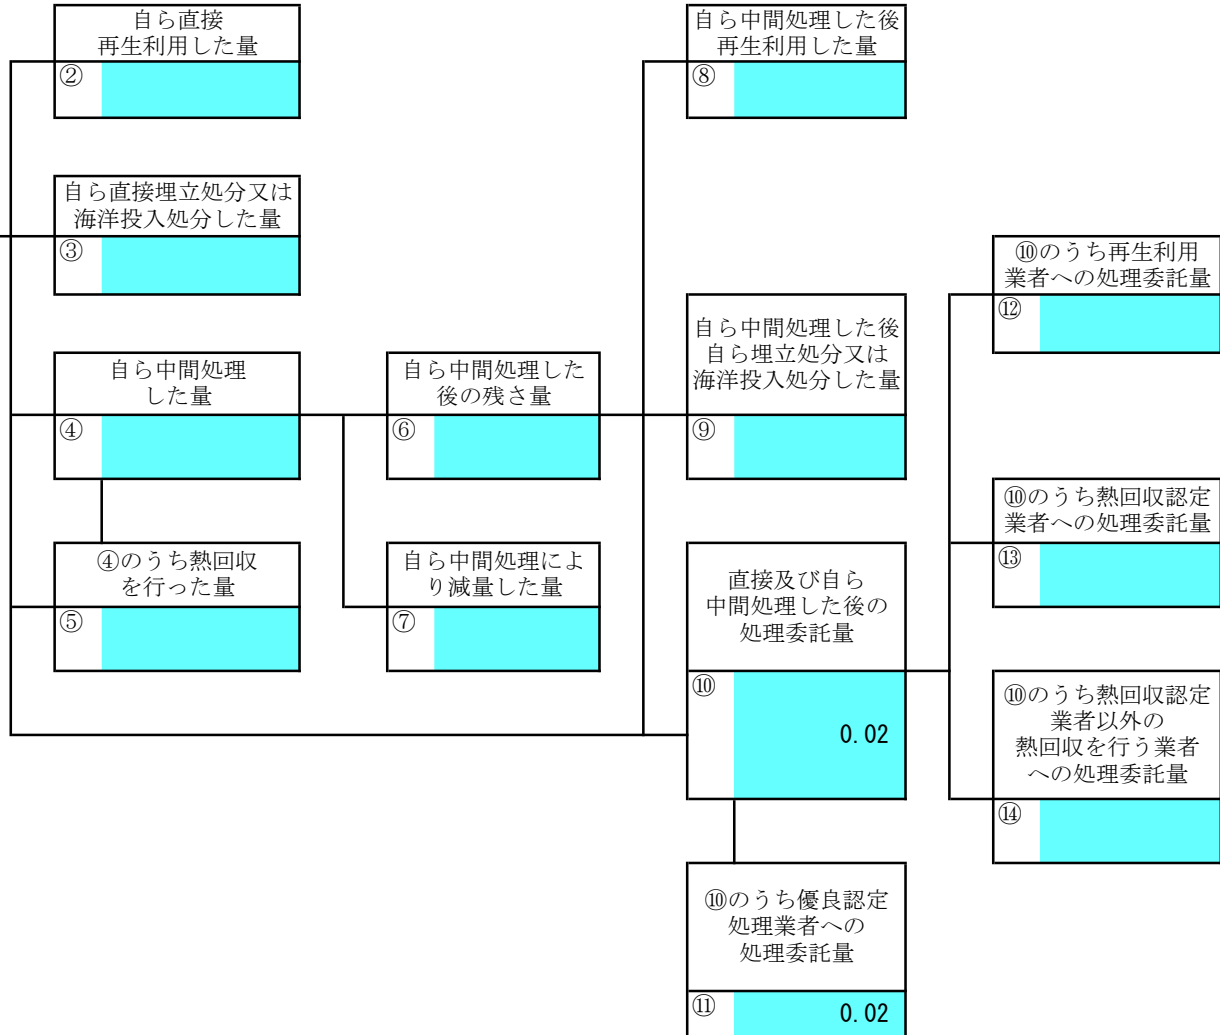 自ら直接
再生利用した量
②
自ら中間処理した後
再生利用した量
⑧
自ら直接埋立処分又は
海洋投入処分した量
③
⑩のうち再生利用
業者への処理委託量
⑫
自ら中間処理
した量
④
自ら中間処理した
後の残さ量
⑥
自ら中間処理した後
自ら埋立処分又は
海洋投入処分した量
⑨
⑩のうち熱回収認定
業者への処理委託量
⑬
④のうち熱回収
を行った量
⑤
自ら中間処理によ
り減量した量
⑦
直接及び自ら
中間処理した後の
処理委託量
⑩
0.02
⑩のうち熱回収認定
業者以外の
熱回収を行う業者
への処理委託量
⑭
⑩のうち優良認定
処理業者への
処理委託量
⑪
0.02